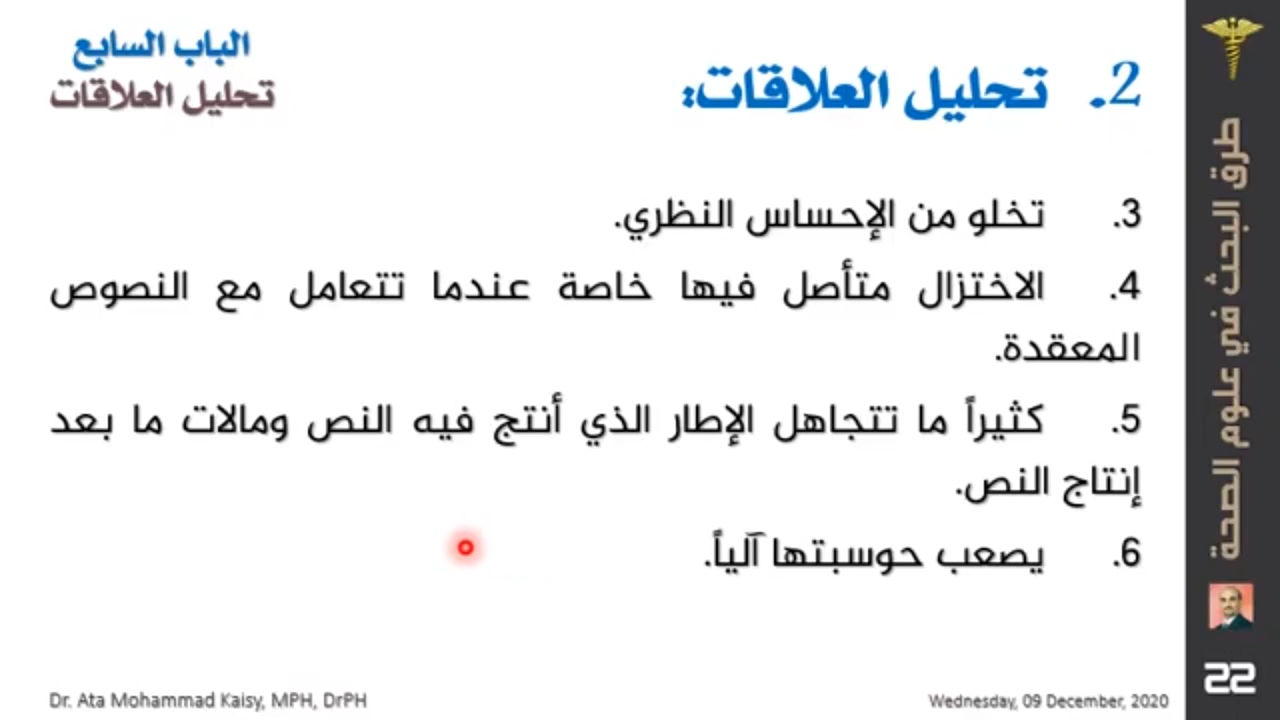 الباب السابع
تحليل العلاقات
2. تحليل العلاقات:
3. تخلو من الإحساس النظري.
4. الاختزال متأصل فيها خاصة عندما تتعامل مع النصوص
المعقدة.
5. كثيراً ما تتجاهل الإطار الذي أنتج فيه النص ومالات ما بعد
إنتاج النص.
6. يصعب حوسبتها آلياً.
طرق البحث في علوم الصحة
22
Dr. Ata Mohammad Kaisy, MPH, DrPH
Wednesday, 09 December, 2020